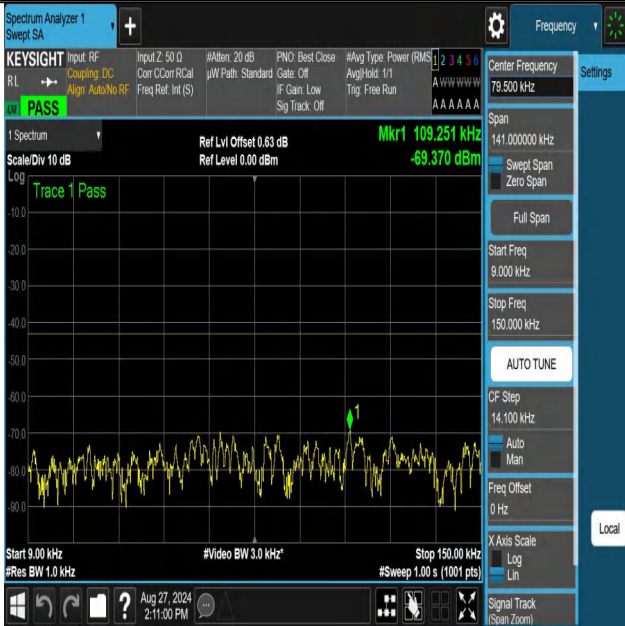 Spectrum Analyzer 1
Swept SA
+
Frequency
KEYSIGHT
RL
PASS
Input: RF
Coupling: DC
Align: Auto/No RF
Input Z: 50 Ω
Corr CCorr RCal
Freq Ref: Int (S)
#Atten: 20 dB
µW Path: Standard
PNO: Best Close
Gate: Off
IF Gain: Low
Sig Track: Off
#Avg Type: Power (RMS)
Avg|Hold: 1/1
Trig: Free Run
1 2 3 4 5 6
A W W W W W
A A A A A A
1 Spectrum
Scale/Div 10 dB
Ref Lvl Offset 0.63 dB
Ref Level 0.00 dBm
Mkr1 109.251 kHz
-69.370 dBm
Log
Trace 1 Pass
-10.0
-20.0
-30.0
-40.0
-50.0
-60.0
-70.0
-80.0
-90.0
1
Start 9.00 kHz
#Res BW 1.0 kHz
#Video BW 3.0 kHz*
Stop 150.00 kHz
#Sweep 1.00 s (1001 pts)
?
Aug 27, 2024
2:11:00 PM
Center Frequency
79.500 kHz
Span
141.000000 kHz
Swept Span
Zero Span
Full Span
Start Freq
9.000 kHz
Stop Freq
150.000 kHz
AUTO TUNE
CF Step
14.100 kHz
Auto
Man
Freq Offset
0 Hz
X Axis Scale
Log
Lin
Signal Track
(Span Zoom)
Settings
Local